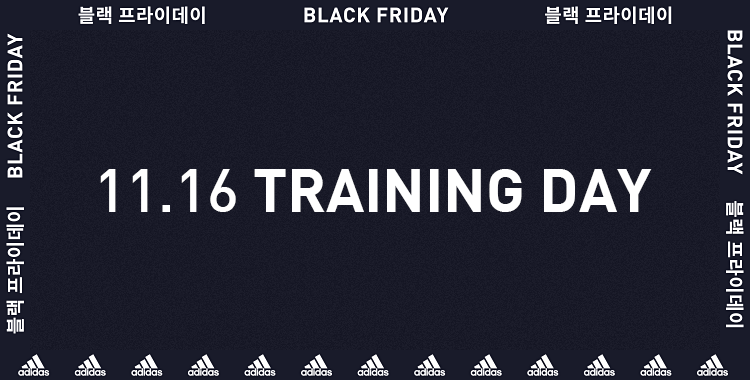 블랙 프라이데이 BLACK FRIDAY 블랙 프라이데이
BLACK FRIDAY
블랙 프라이데이
11.16 TRAINING DAY
BLACK FRIDAY
블랙 프라이데이
adidas adidas adidas adidas adidas adidas adidas adidas adidas adidas adidas adidas adidas